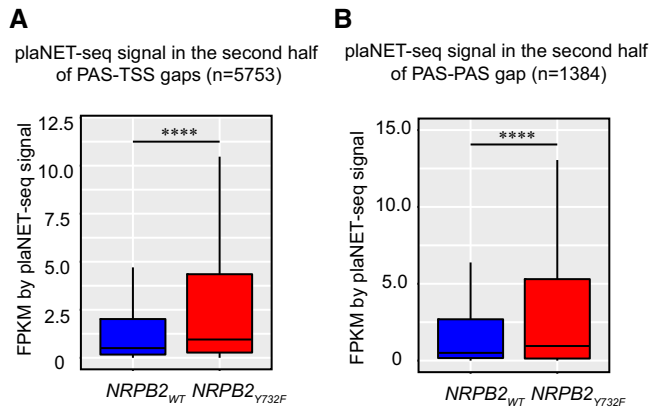 A
plaNET-seq signal in the second half
of PAS-TSS gaps (n=5753)
FPKM by plaNET-seq signal
12.5
10.0
7.5
5.0
2.5
0
****
NRPB2WT NRPB2Y732F
B
plaNET-seq signal in the second half
of PAS-PAS gap (n=1384)
FPKM by plaNET-seq signal
15.0
10.0
5.0
0
****
NRPB2WT NRPB2Y732F